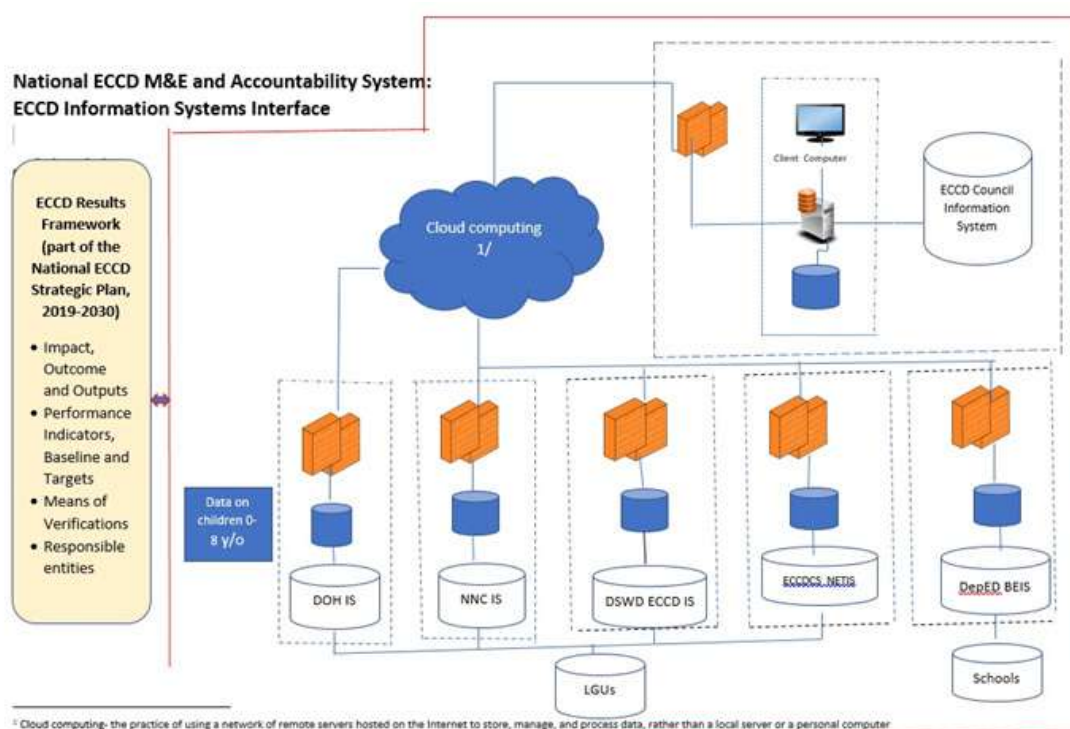 National ECCD M&E and Accountability System:
ECCD Information Systems Interface
ECCD Results
Framework
(part of the
National ECCD
Strategic Plan,
2019-2030)
• Impact,
Outcome
and Outputs
• Performance
Indicators,
Baseline and
Targets
• Means of
Verifications
• Responsible
entities
Cloud computing
1/
Client Computer
ECCD Council
Information
System
Data on
children 0-
8 y/o
DOH IS
NNC IS
DSWD ECCD IS
ECCDCS NETIS
DepED BEIS
LGUs
Schools
¹ Cloud computing- the practice of using a network of remote servers hosted on the Internet to store, manage, and process data, rather than a local server or a personal computer